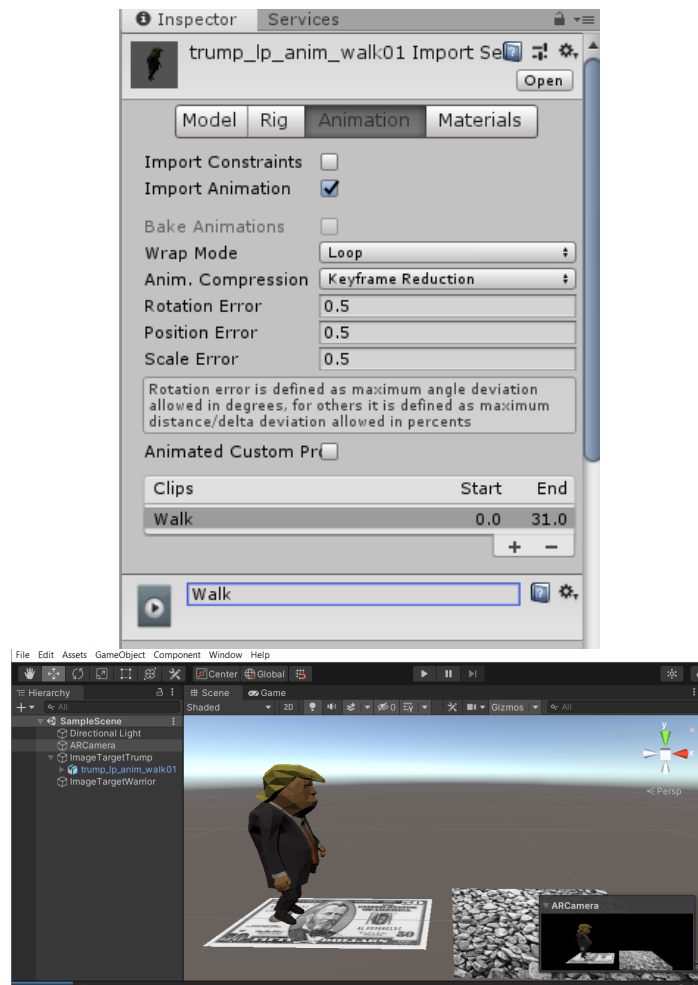 Inspector Services
trump_lp_anim_walk01 Import Se
Open
Model Rig Animation Materials
Import Constraints
Import Animation
Bake Animations
Wrap Mode Loop
Anim. Compression Keyframe Reduction
Rotation Error 0.5
Position Error 0.5
Scale Error 0.5
Rotation error is defined as maximum angle deviation
allowed in degrees, for others it is defined as maximum
distance/delta deviation allowed in percents
Animated Custom Pr
Clips Start End
Walk 0.0 31.0
Walk
File Edit Assets GameObject Component Window Help
Center Global
Hierarchy Scene Game
All Shaded 2D 0 Gizmos All
SampleScene
Directional Light
ARCamera
ImageTargetTrump
trump_lp_anim_walk01
ImageTargetWarrior
y
x
Persp
ARCamera
50
50